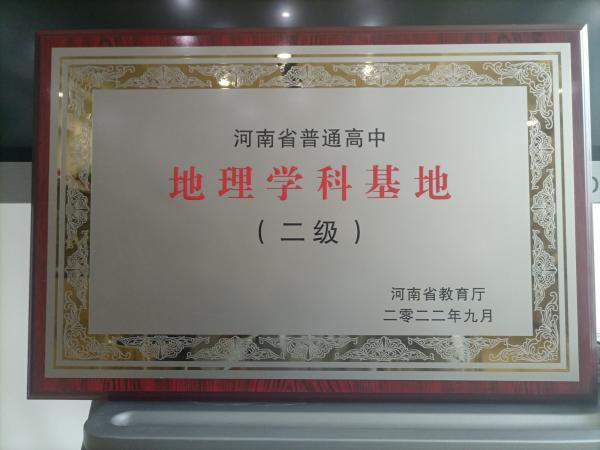 河南省普通高中
地理学科基地
（二级）
河南省教育厅
二零二二年九月